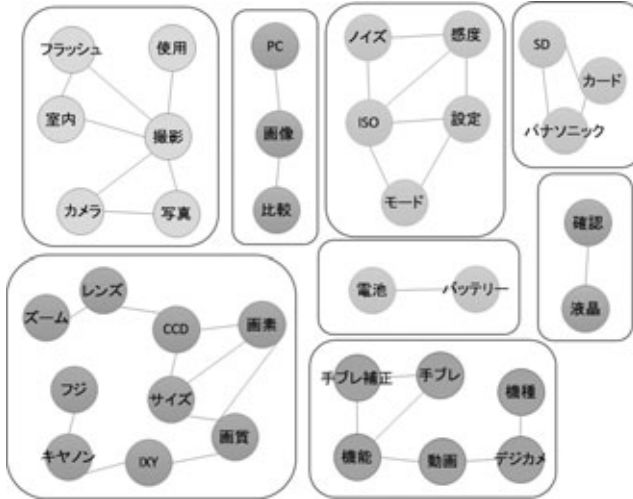 フラッシュ
使用
室内
撮影
カメラ
写真
PC
画像
比較
ノイズ
感度
ISO
設定
モード
SD
カード
パナソニック
確認
液晶
電池
バッテリー
レンズ
ズーム
CCD
画素
フジ
サイズ
画質
キヤノン
IXY
手ブレ補正
手ブレ
機種
機能
動画
デジカメ